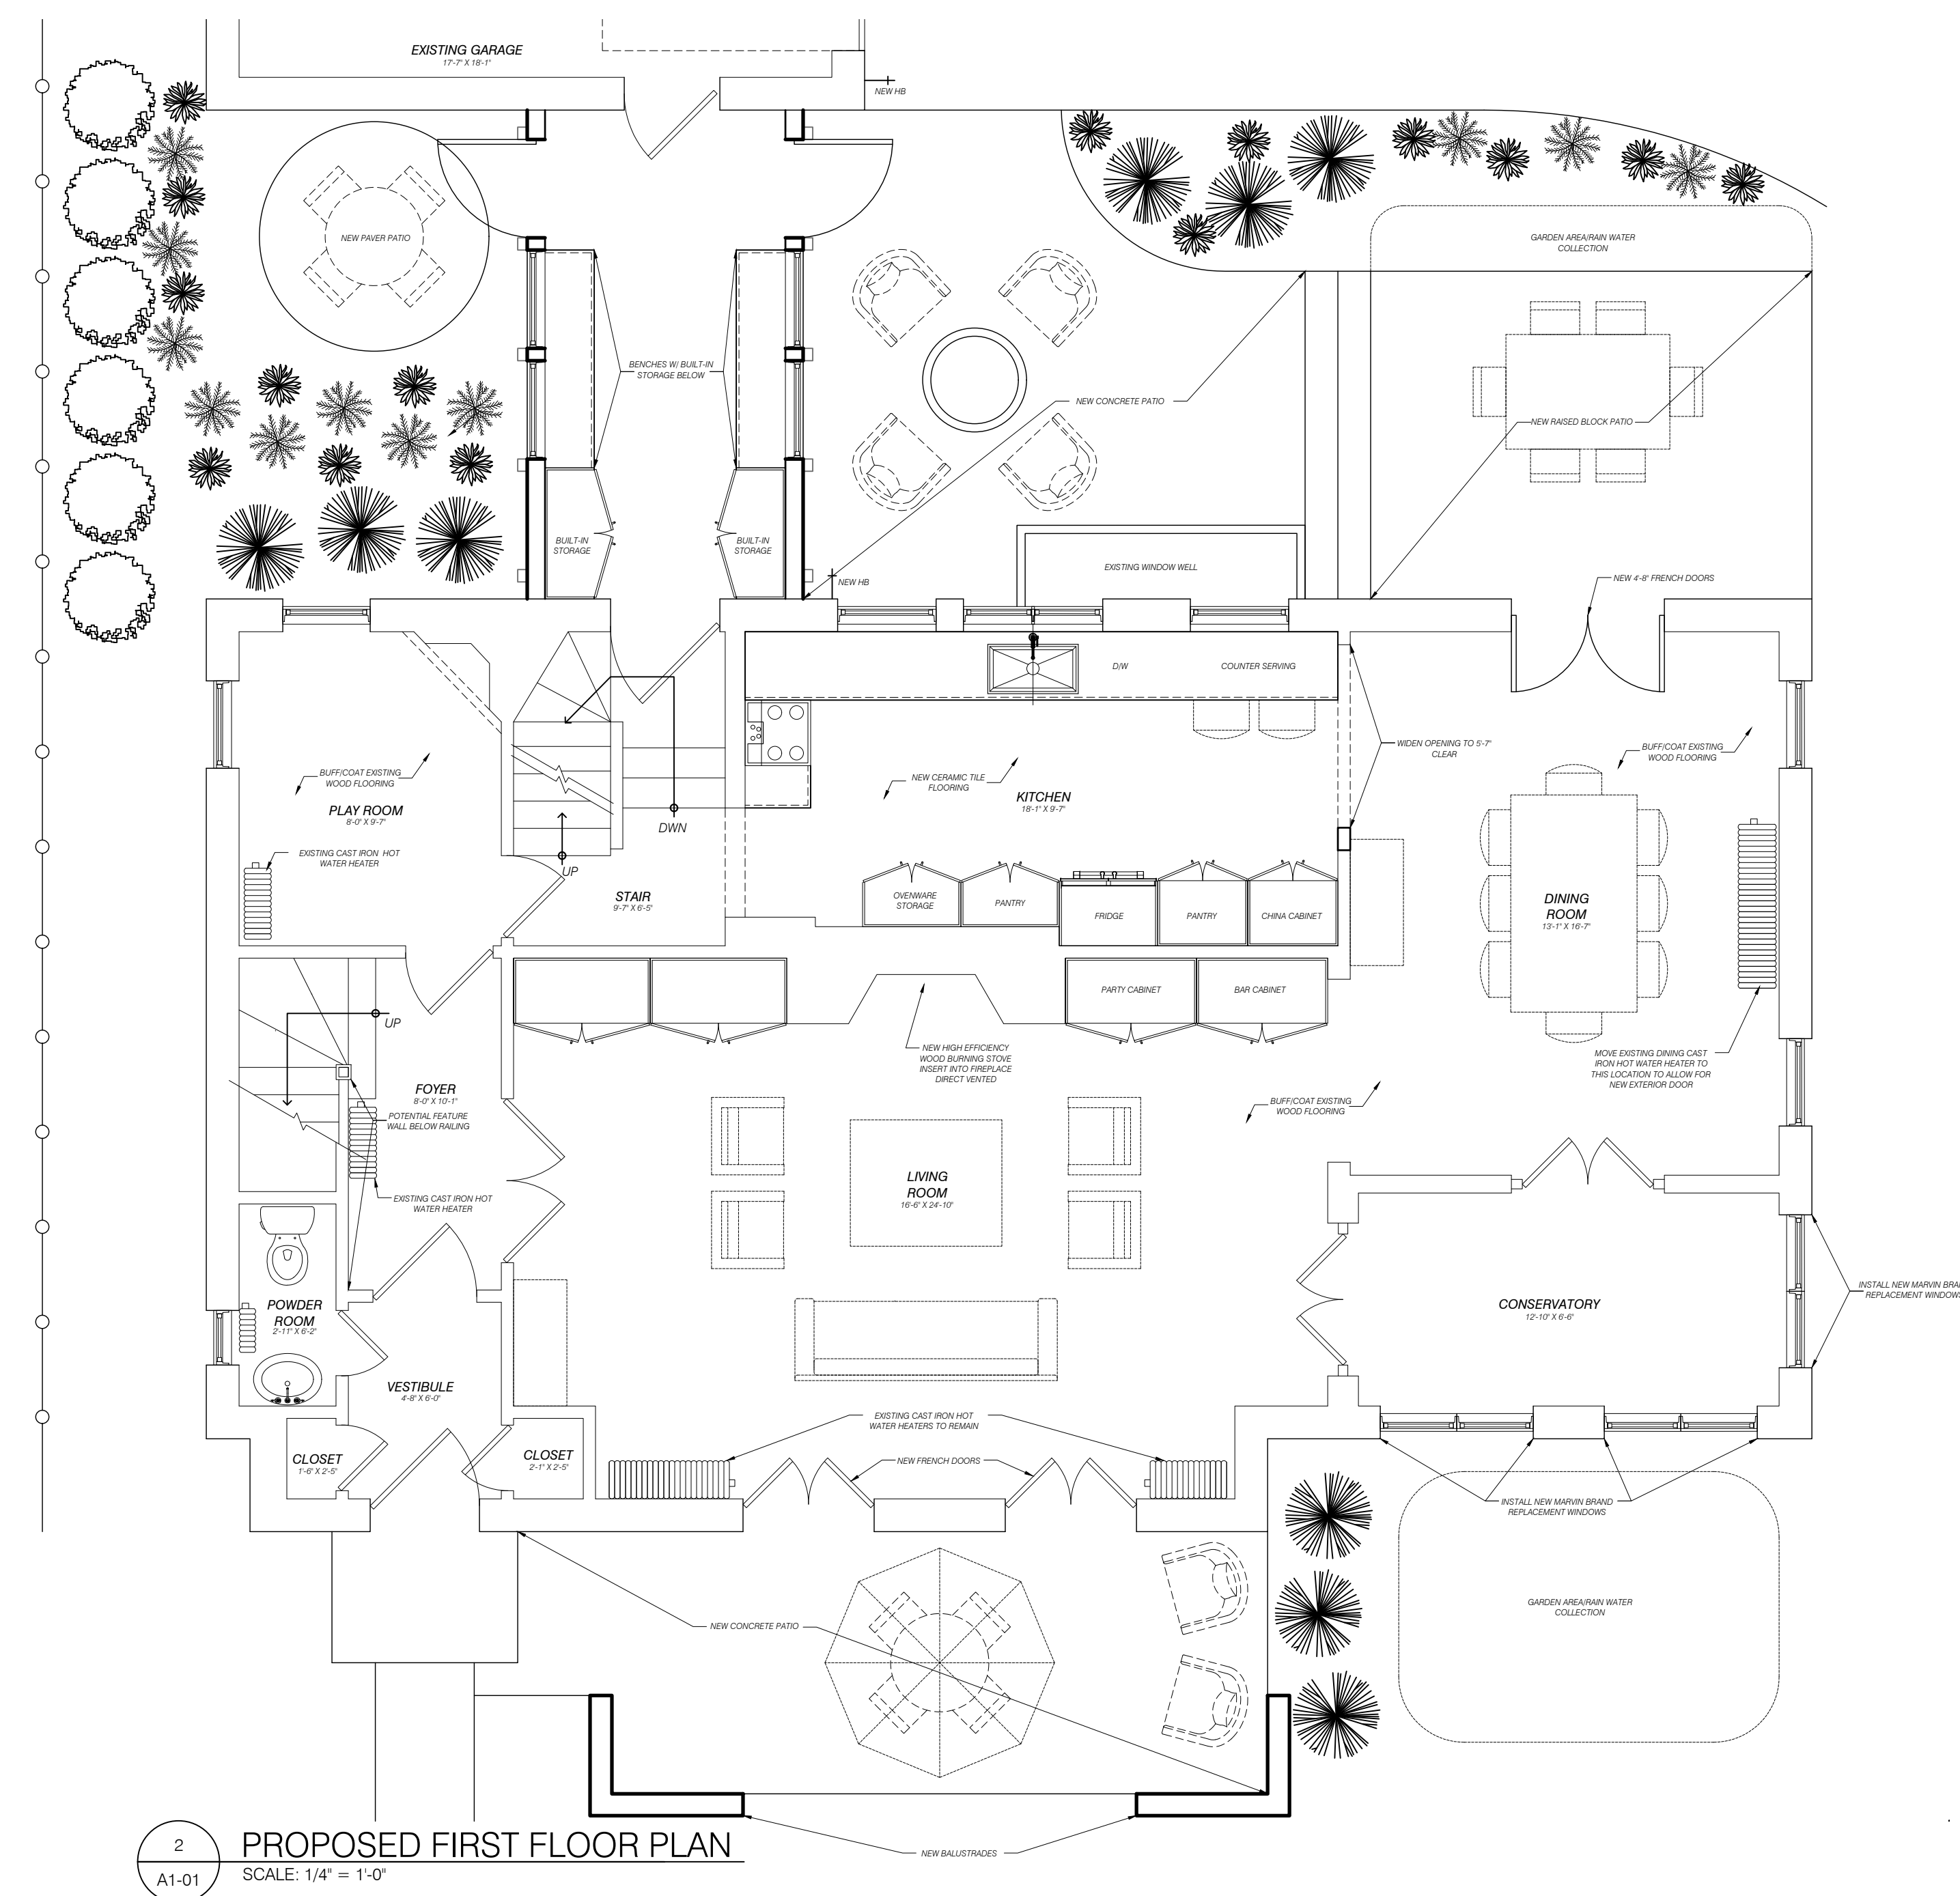 EXISTING GARAGE
17'-7" X 18'-1"
NEW HB
NEW PAVER PATIO
GARDEN AREA/RAIN WATER
COLLECTION
BENCHES W/ BUILT-IN
STORAGE BELOW
NEW CONCRETE PATIO
NEW RAISED BLOCK PATIO
BUILT-IN
STORAGE
BUILT-IN
STORAGE
NEW HB
EXISTING WINDOW WELL
NEW 4'-8" FRENCH DOORS
D/W
COUNTER SERVING
WIDEN OPENING TO 5'-7"
CLEAR
BUFF/COAT EXISTING
WOOD FLOORING
BUFF/COAT EXISTING
WOOD FLOORING
NEW CERAMIC TILE
FLOORING
KITCHEN
18'-1" X 9'-7"
PLAY ROOM
8'-0" X 9'-7"
DWN
EXISTING CAST IRON HOT
WATER HEATER
UP
STAIR
9'-7" X 6'-5"
OVENWARE
STORAGE
PANTRY
FRIDGE
PANTRY
CHINA CABINET
DINING
ROOM
13'-1" X 16'-7"
PARTY CABINET
BAR CABINET
UP
NEW HIGH EFFICIENCY
WOOD BURNING STOVE
INSERT INTO FIREPLACE
DIRECT VENTED
MOVE EXISTING DINING CAST
IRON HOT WATER HEATER TO
THIS LOCATION TO ALLOW FOR
NEW EXTERIOR DOOR
FOYER
8'-0" X 10'-1"
POTENTIAL FEATURE
WALL BELOW RAILING
BUFF/COAT EXISTING
WOOD FLOORING
LIVING
ROOM
16'-6" X 24'-10"
EXISTING CAST IRON HOT
WATER HEATER
POWDER
ROOM
2'-11" X 6'-2"
CONSERVATORY
12'-10" X 6'-6"
INSTALL NEW MARVIN BRAN
REPLACEMENT WINDOWS
VESTIBULE
4'-8" X 6'-0"
EXISTING CAST IRON HOT
WATER HEATERS TO REMAIN
CLOSET
1'-6" X 2'-5"
CLOSET
2'-1" X 2'-5"
NEW FRENCH DOORS
INSTALL NEW MARVIN BRAND
REPLACEMENT WINDOWS
NEW CONCRETE PATIO
GARDEN AREA/RAIN WATER
COLLECTION
NEW BALUSTRADES
2
A1-01
PROPOSED FIRST FLOOR PLAN
SCALE: 1/4" = 1'-0"